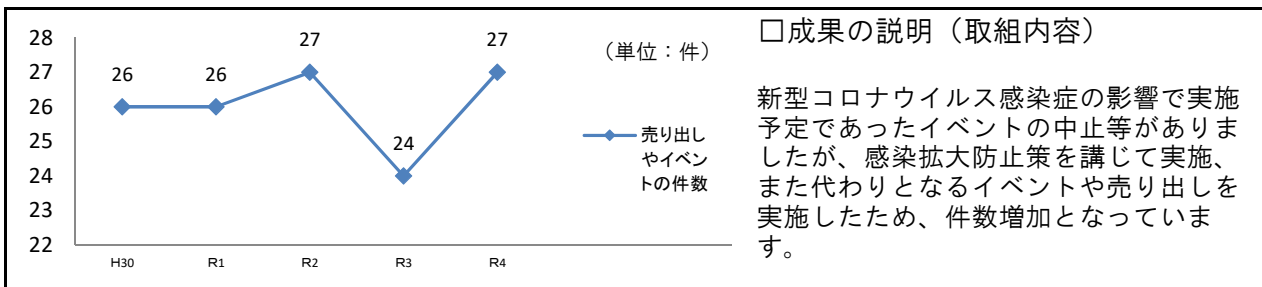 28
27
26
25
24
23
22
26
26
27
24
27
H30
R1
R2
R3
R4
（単位：件）
売り出し
やイベン
トの件数
□成果の説明（取組内容）
新型コロナウイルス感染症の影響で実施
予定であったイベントの中止等がありま
したが、感染拡大防止策を講じて実施、
また代わりとなるイベントや売り出しを
実施したため、件数増加となっていま
す。